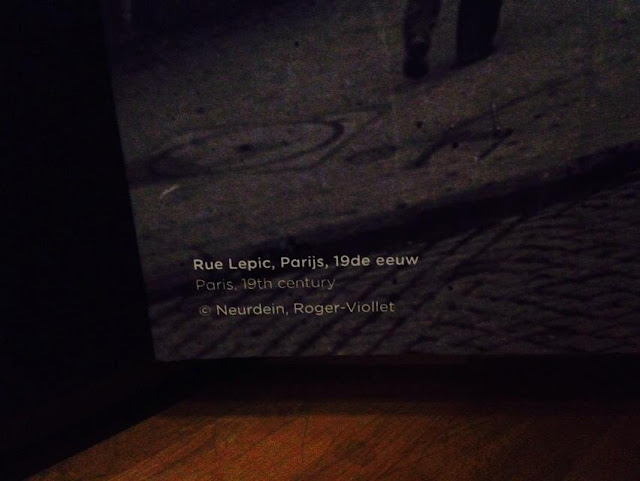 Rue Lepic, Parijs, 19de eeuw
Paris, 19th century
© Neurdein, Roger-Viollet